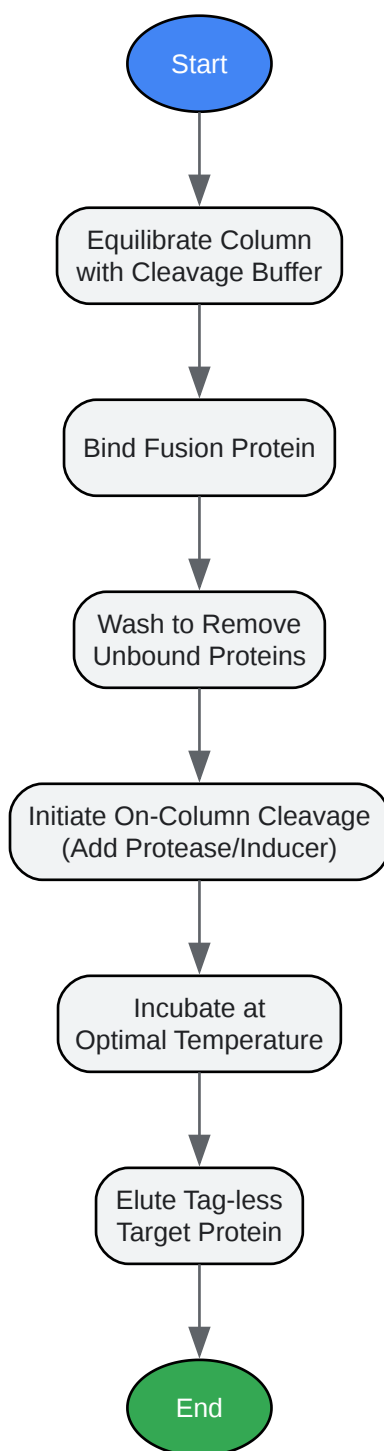 Start
Equilibrate Column
with Cleavage Buffer
Bind Fusion Protein
Wash to Remove
Unbound Proteins
Initiate On-Column Cleavage
(Add Protease/Inducer)
Incubate at
Optimal Temperature
Elute Tag-less
Target Protein
End